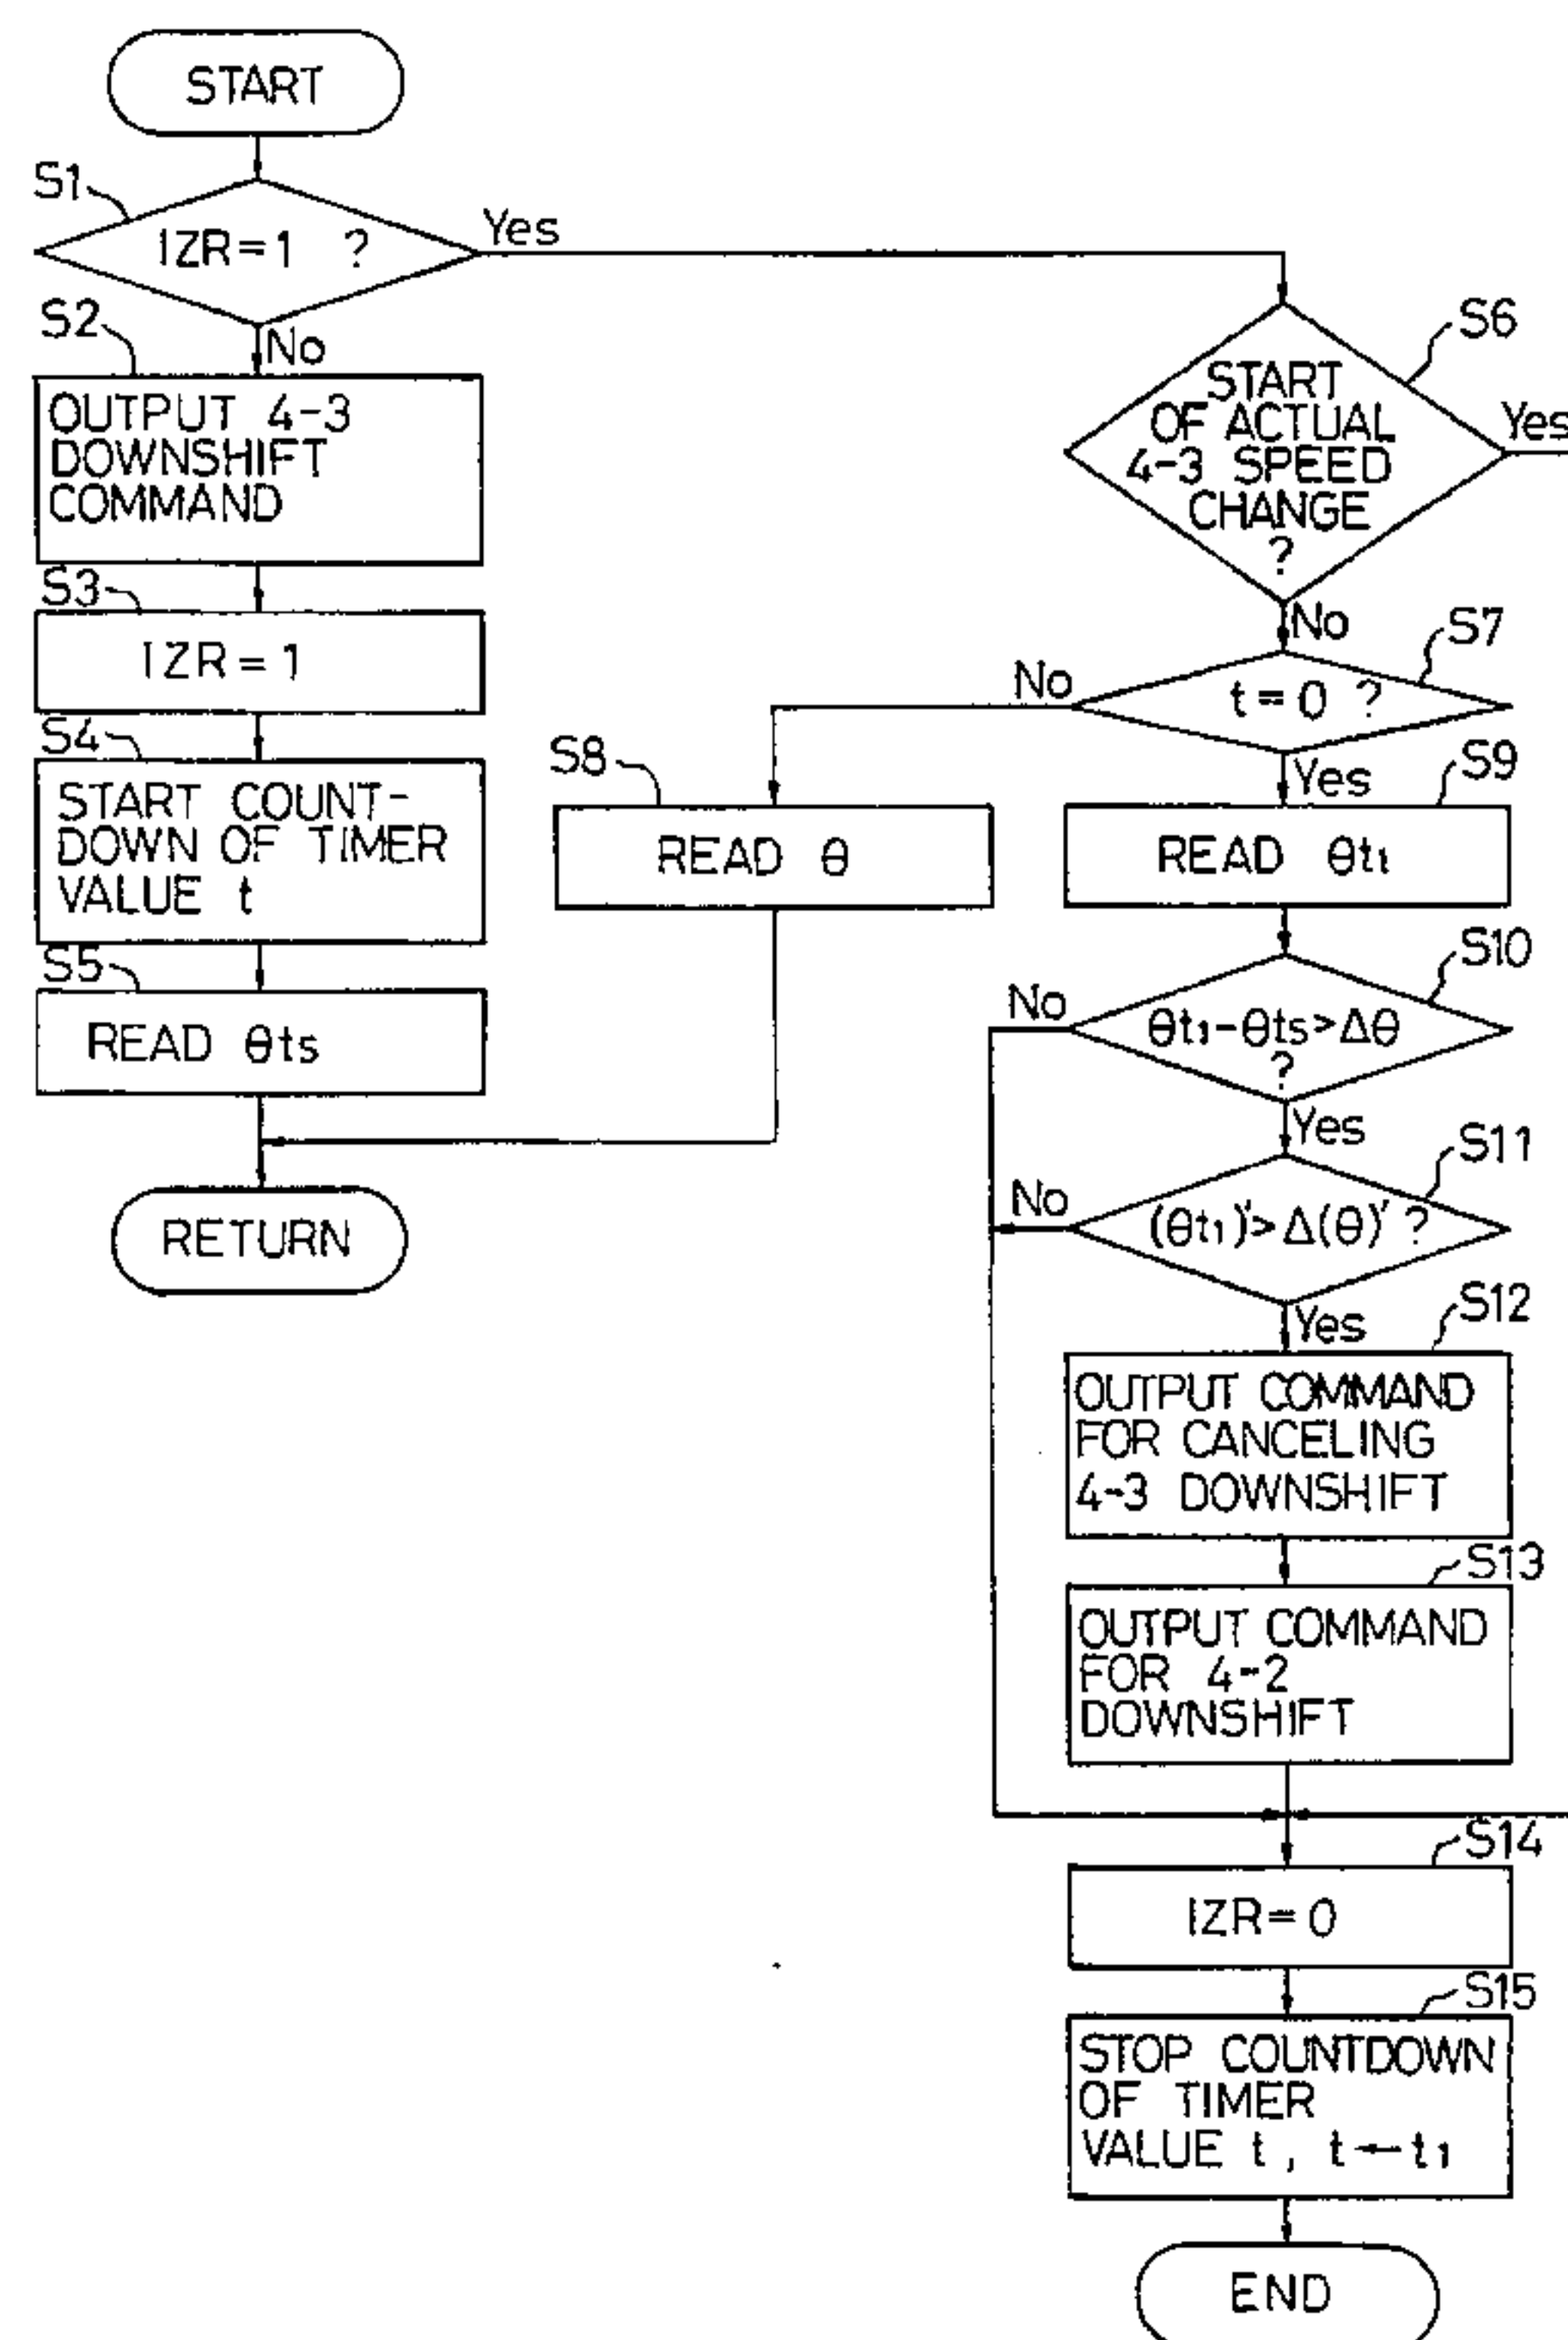 START
S1
IZR=1 ?
Yes
No
S2
OUTPUT 4-3
DOWNSHIFT
COMMAND
S3
IZR=1
S4
START COUNT-
DOWN OF TIMER
VALUE t
S5
READ θts
RETURN
S6
START
OF ACTUAL
4-3 SPEED
CHANGE
?
Yes
No
S7
t=0 ?
No
Yes
S8
READ θ
S9
READ θt₁
S10
θt₁-θts>Δθ
?
No
Yes
S11
(θt₁)'>Δ(θ)' ?
No
Yes
S12
OUTPUT COMMAND
FOR CANCELING
4-3 DOWNSHIFT
S13
OUTPUT COMMAND
FOR 4-2
DOWNSHIFT
S14
IZR=0
S15
STOP COUNTDOWN
OF TIMER
VALUE t, t←t₁
END